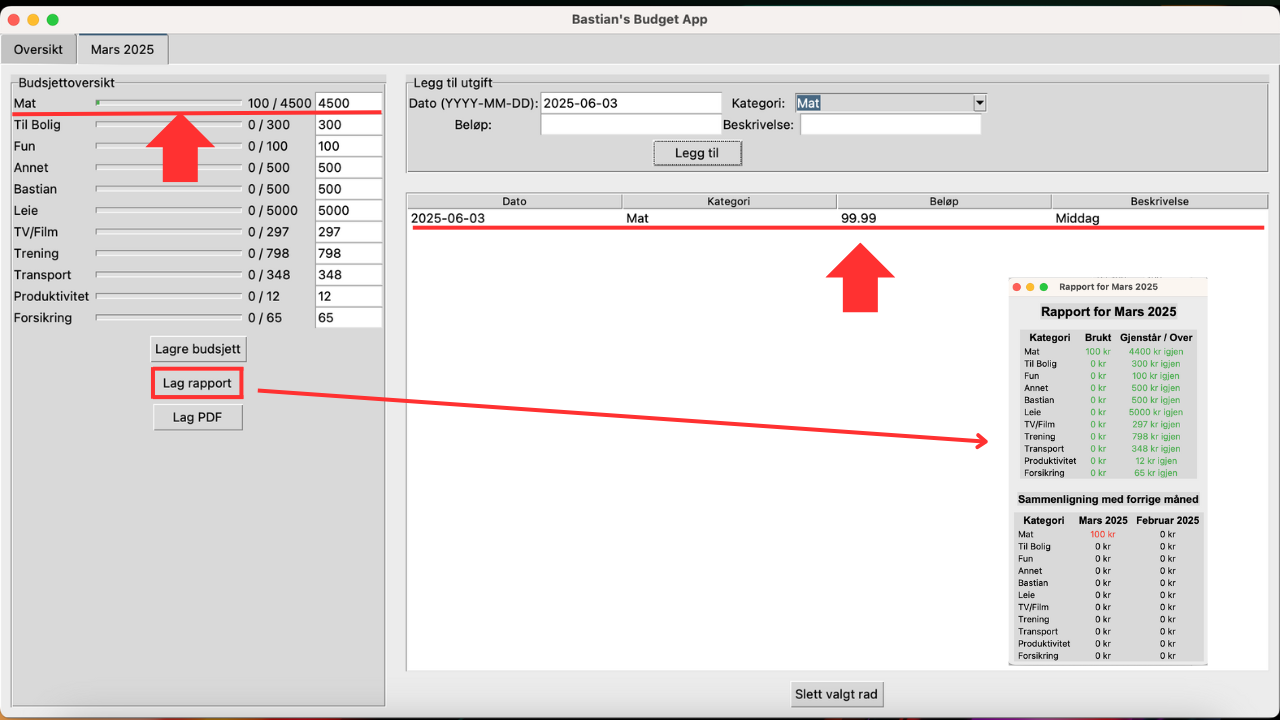 Bastian's Budget App
Oversikt Mars 2025
Budsjettoversikt
Mat 100 / 4500 4500
Til Bolig 0 / 300 300
Fun 0 / 100 100
Annet 0 / 500 500
Bastian 0 / 500 500
Leie 0 / 5000 5000
TV/Film 0 / 297 297
Trening 0 / 798 798
Transport 0 / 348 348
Produktivitet 0 / 12 12
Forsikring 0 / 65 65
Lagre budsjett
Lag rapport
Lag PDF
Legg til utgift
Dato (YYYY-MM-DD): 2025-06-03 Kategori: Mat
Beløp: Beskrivelse:
Legg til
Dato Kategori Beløp Beskrivelse
2025-06-03 Mat 99.99 Middag
Rapport for Mars 2025
Rapport for Mars 2025
Kategori Brukt Gjenstår / Over
Mat 100 kr 4400 kr igjen
Til Bolig 0 kr 300 kr igjen
Fun 0 kr 100 kr igjen
Annet 0 kr 500 kr igjen
Bastian 0 kr 500 kr igjen
Leie 0 kr 5000 kr igjen
TV/Film 0 kr 297 kr igjen
Trening 0 kr 798 kr igjen
Transport 0 kr 348 kr igjen
Produktivitet 0 kr 12 kr igjen
Forsikring 0 kr 65 kr igjen
Sammenligning med forrige måned
Kategori Mars 2025 Februar 2025
Mat 100 kr 0 kr
Til Bolig 0 kr 0 kr
Fun 0 kr 0 kr
Annet 0 kr 0 kr
Bastian 0 kr 0 kr
Leie 0 kr 0 kr
TV/Film 0 kr 0 kr
Trening 0 kr 0 kr
Transport 0 kr 0 kr
Produktivitet 0 kr 0 kr
Forsikring 0 kr 0 kr
Slett valgt rad